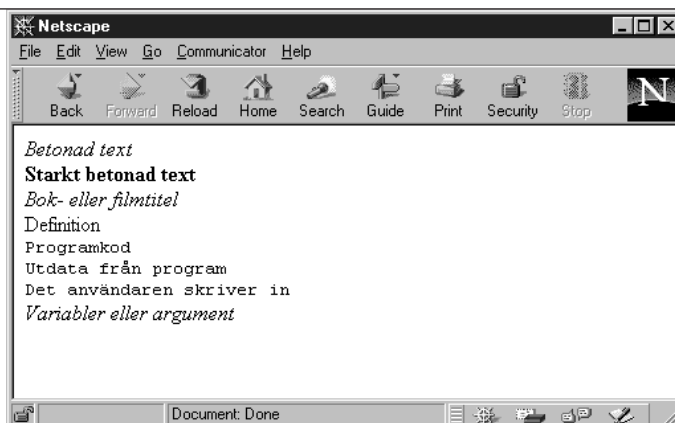 Netscape
File Edit View Go Communicator Help
Back Forward Reload Home Search Guide Print Security Stop
N
Betonad text
Starkt betonad text
Bok- eller filmtitel
Definition
Programkod
Utdata från program
Det användaren skriver in
Variabler eller argument
Document: Done